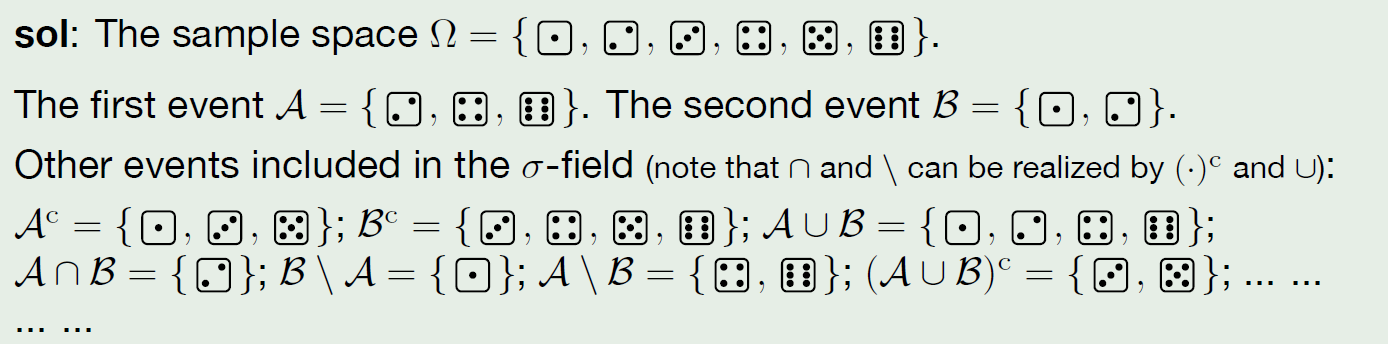 sol: The sample space Ω = {⚀, ⚁, ⚂, ⚃, ⚄, ⚅}.
The first event 𝒜 = {⚁, ⚃, ⚅}. The second event ℬ = {⚀, ⚁}.
Other events included in the σ-field (note that ∩ and \ can be realized by (·)ᶜ and ∪):
𝒜ᶜ = {⚀, ⚂, ⚄}; ℬᶜ = {⚂, ⚃, ⚄, ⚅}; 𝒜 ∪ ℬ = {⚀, ⚁, ⚃, ⚅};
𝒜 ∩ ℬ = {⚁}; ℬ \ 𝒜 = {⚀}; 𝒜 \ ℬ = {⚃, ⚅}; (𝒜 ∪ ℬ)ᶜ = {⚂, ⚄}; ... ...
... ...